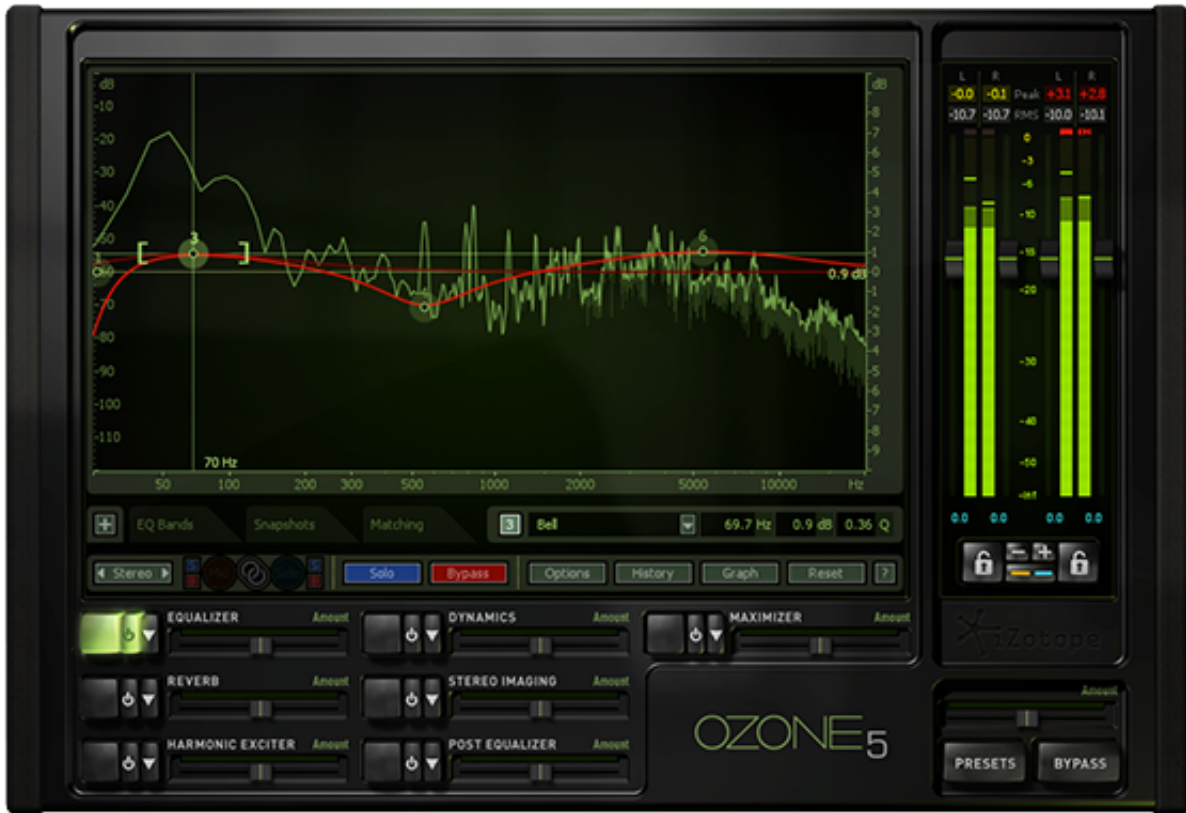 L R L R
-0.0 -0.1 Peak +3.1 +2.8
-10.7 -10.7 RMS -10.0 -10.1
dB dB
-10 -8
-20 -7
-6
-30 -5
-4
-40 -3
-2
-50 3 6 -1
-60 0
0.9 dB
-70 -1
-2
-80 -3
-4
-90 -5
-100 -6
-7
-110 -8
-9
70 Hz
50 100 200 300 500 1000 2000 5000 10000 Hz
0
-3
-6
-10
-15
-20
-30
-40
-50
-inf
0.0 0.0 0.0 0.0
EQ Bands Snapshots Matching 3 Bell 69.7 Hz 0.9 dB 0.36 Q
Stereo S S Solo Bypass Options History Graph Reset ?
EQUALIZER Amount DYNAMICS Amount MAXIMIZER Amount
iZotope
REVERB Amount STEREO IMAGING Amount
Amount
HARMONIC EXCITER Amount POST EQUALIZER Amount
OZONE 5
PRESETS BYPASS